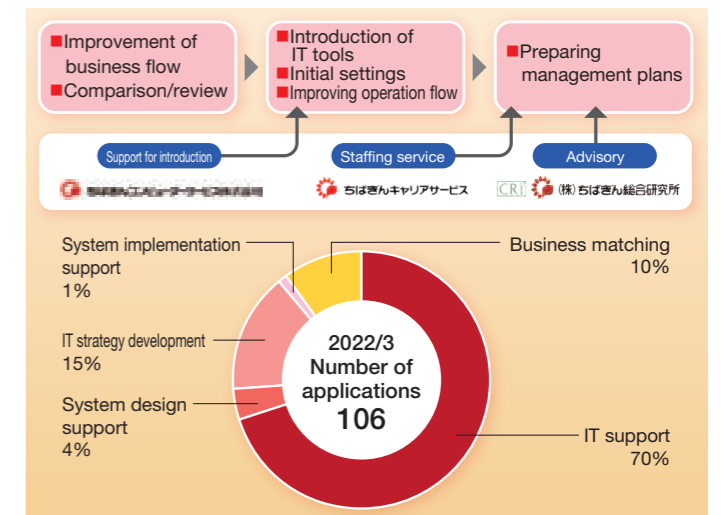 ■Improvement of
business flow
■Comparison/review
■Introduction of
IT tools
■Initial settings
■Improving operation flow
■Preparing
management plans
Support for introduction
Staffing service
Advisory
ちばぎんキャリアサービス
CRI (株)ちばぎん総合研究所
System implementation
support
1%
Business matching
10%
IT strategy development
15%
2022/3
Number of
applications
106
System design
support
4%
IT support
70%